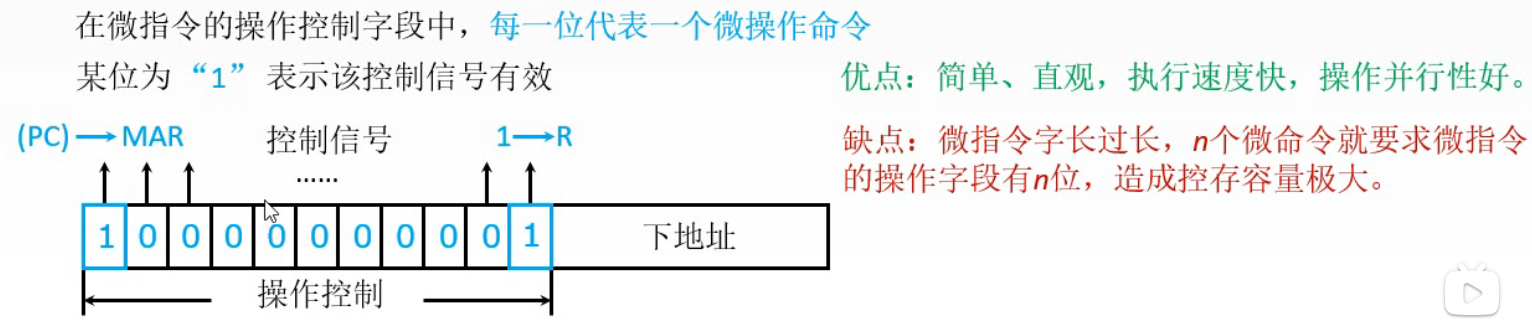 在微指令的操作控制字段中，每一位代表一个微操作命令
某位为“1”表示该控制信号有效
优点：简单、直观，执行速度快，操作并行性好。
(PC)→MAR 控制信号 1→R
缺点：微指令字长过长，n个微命令就要求微指令
的操作字段有n位，造成控存容量极大。
……
1 0 0 0 0 0 0 0 0 0 1 下地址
操作控制